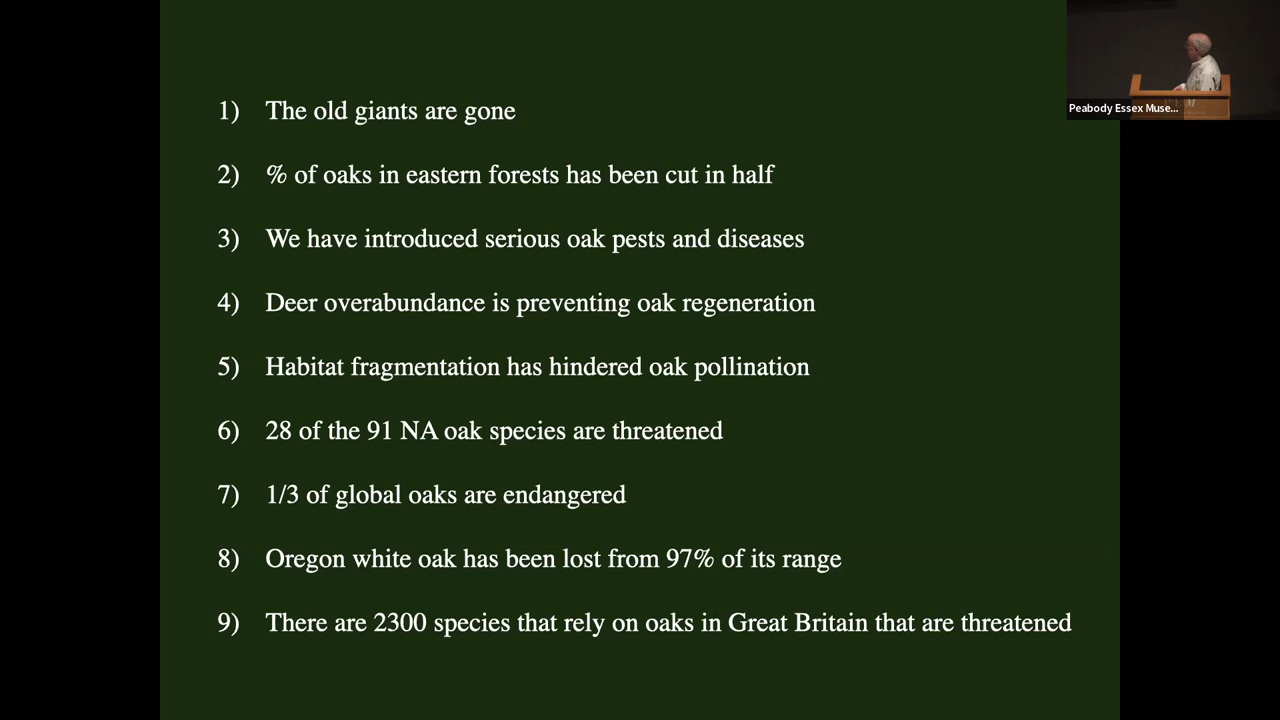 1) The old giants are gone
2) % of oaks in eastern forests has been cut in half
3) We have introduced serious oak pests and diseases
4) Deer overabundance is preventing oak regeneration
5) Habitat fragmentation has hindered oak pollination
6) 28 of the 91 NA oak species are threatened
7) 1/3 of global oaks are endangered
8) Oregon white oak has been lost from 97% of its range
9) There are 2300 species that rely on oaks in Great Britain that are threatened
Peabody Essex Muse...